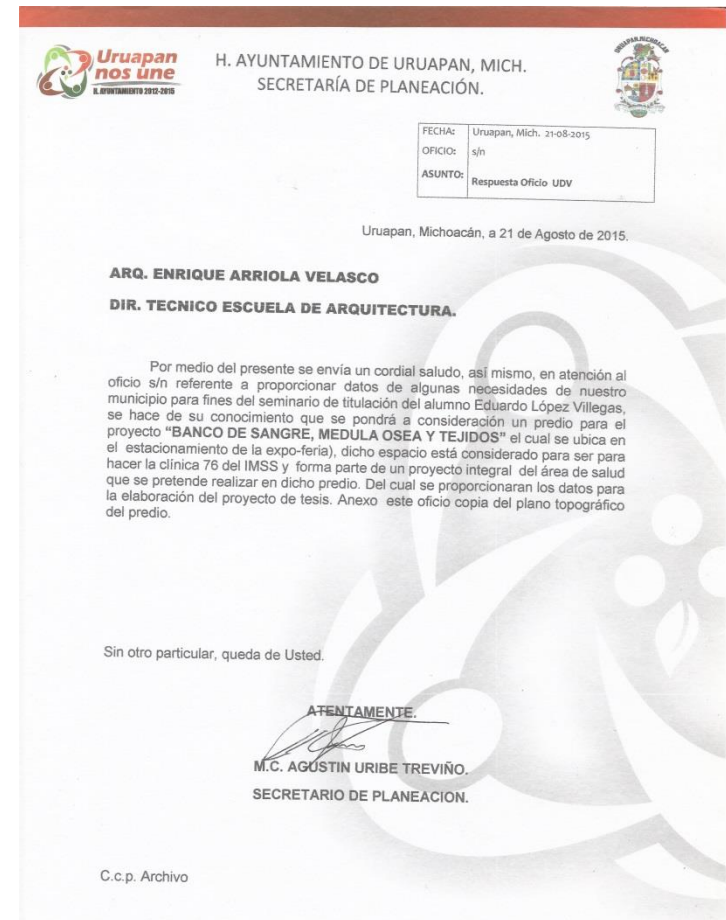 Uruapan
nos une
H. AYUNTAMIENTO 2012-2015
H. AYUNTAMIENTO DE URUAPAN, MICH.
SECRETARÍA DE PLANEACIÓN.
URUAPAN, MICHOACAN
FECHA: Uruapan, Mich. 21-08-2015
OFICIO: s/n
ASUNTO: Respuesta Oficio UDV
Uruapan, Michoacán, a 21 de Agosto de 2015.
ARQ. ENRIQUE ARRIOLA VELASCO
DIR. TECNICO ESCUELA DE ARQUITECTURA.
Por medio del presente se envía un cordial saludo, así mismo, en atención al
oficio s/n referente a proporcionar datos de algunas necesidades de nuestro
municipio para fines del seminario de titulación del alumno Eduardo López Villegas,
se hace de su conocimiento que se pondrá a consideración un predio para el
proyecto “BANCO DE SANGRE, MEDULA OSEA Y TEJIDOS” el cual se ubica en
el estacionamiento de la expo-feria), dicho espacio está considerado para ser para
hacer la clínica 76 del IMSS y forma parte de un proyecto integral del área de salud
que se pretende realizar en dicho predio. Del cual se proporcionaran los datos para
la elaboración del proyecto de tesis. Anexo este oficio copia del plano topográfico
del predio.
Sin otro particular, queda de Usted.
ATENTAMENTE.
M.C. AGUSTIN URIBE TREVIÑO.
SECRETARIO DE PLANEACION.
C.c.p. Archivo